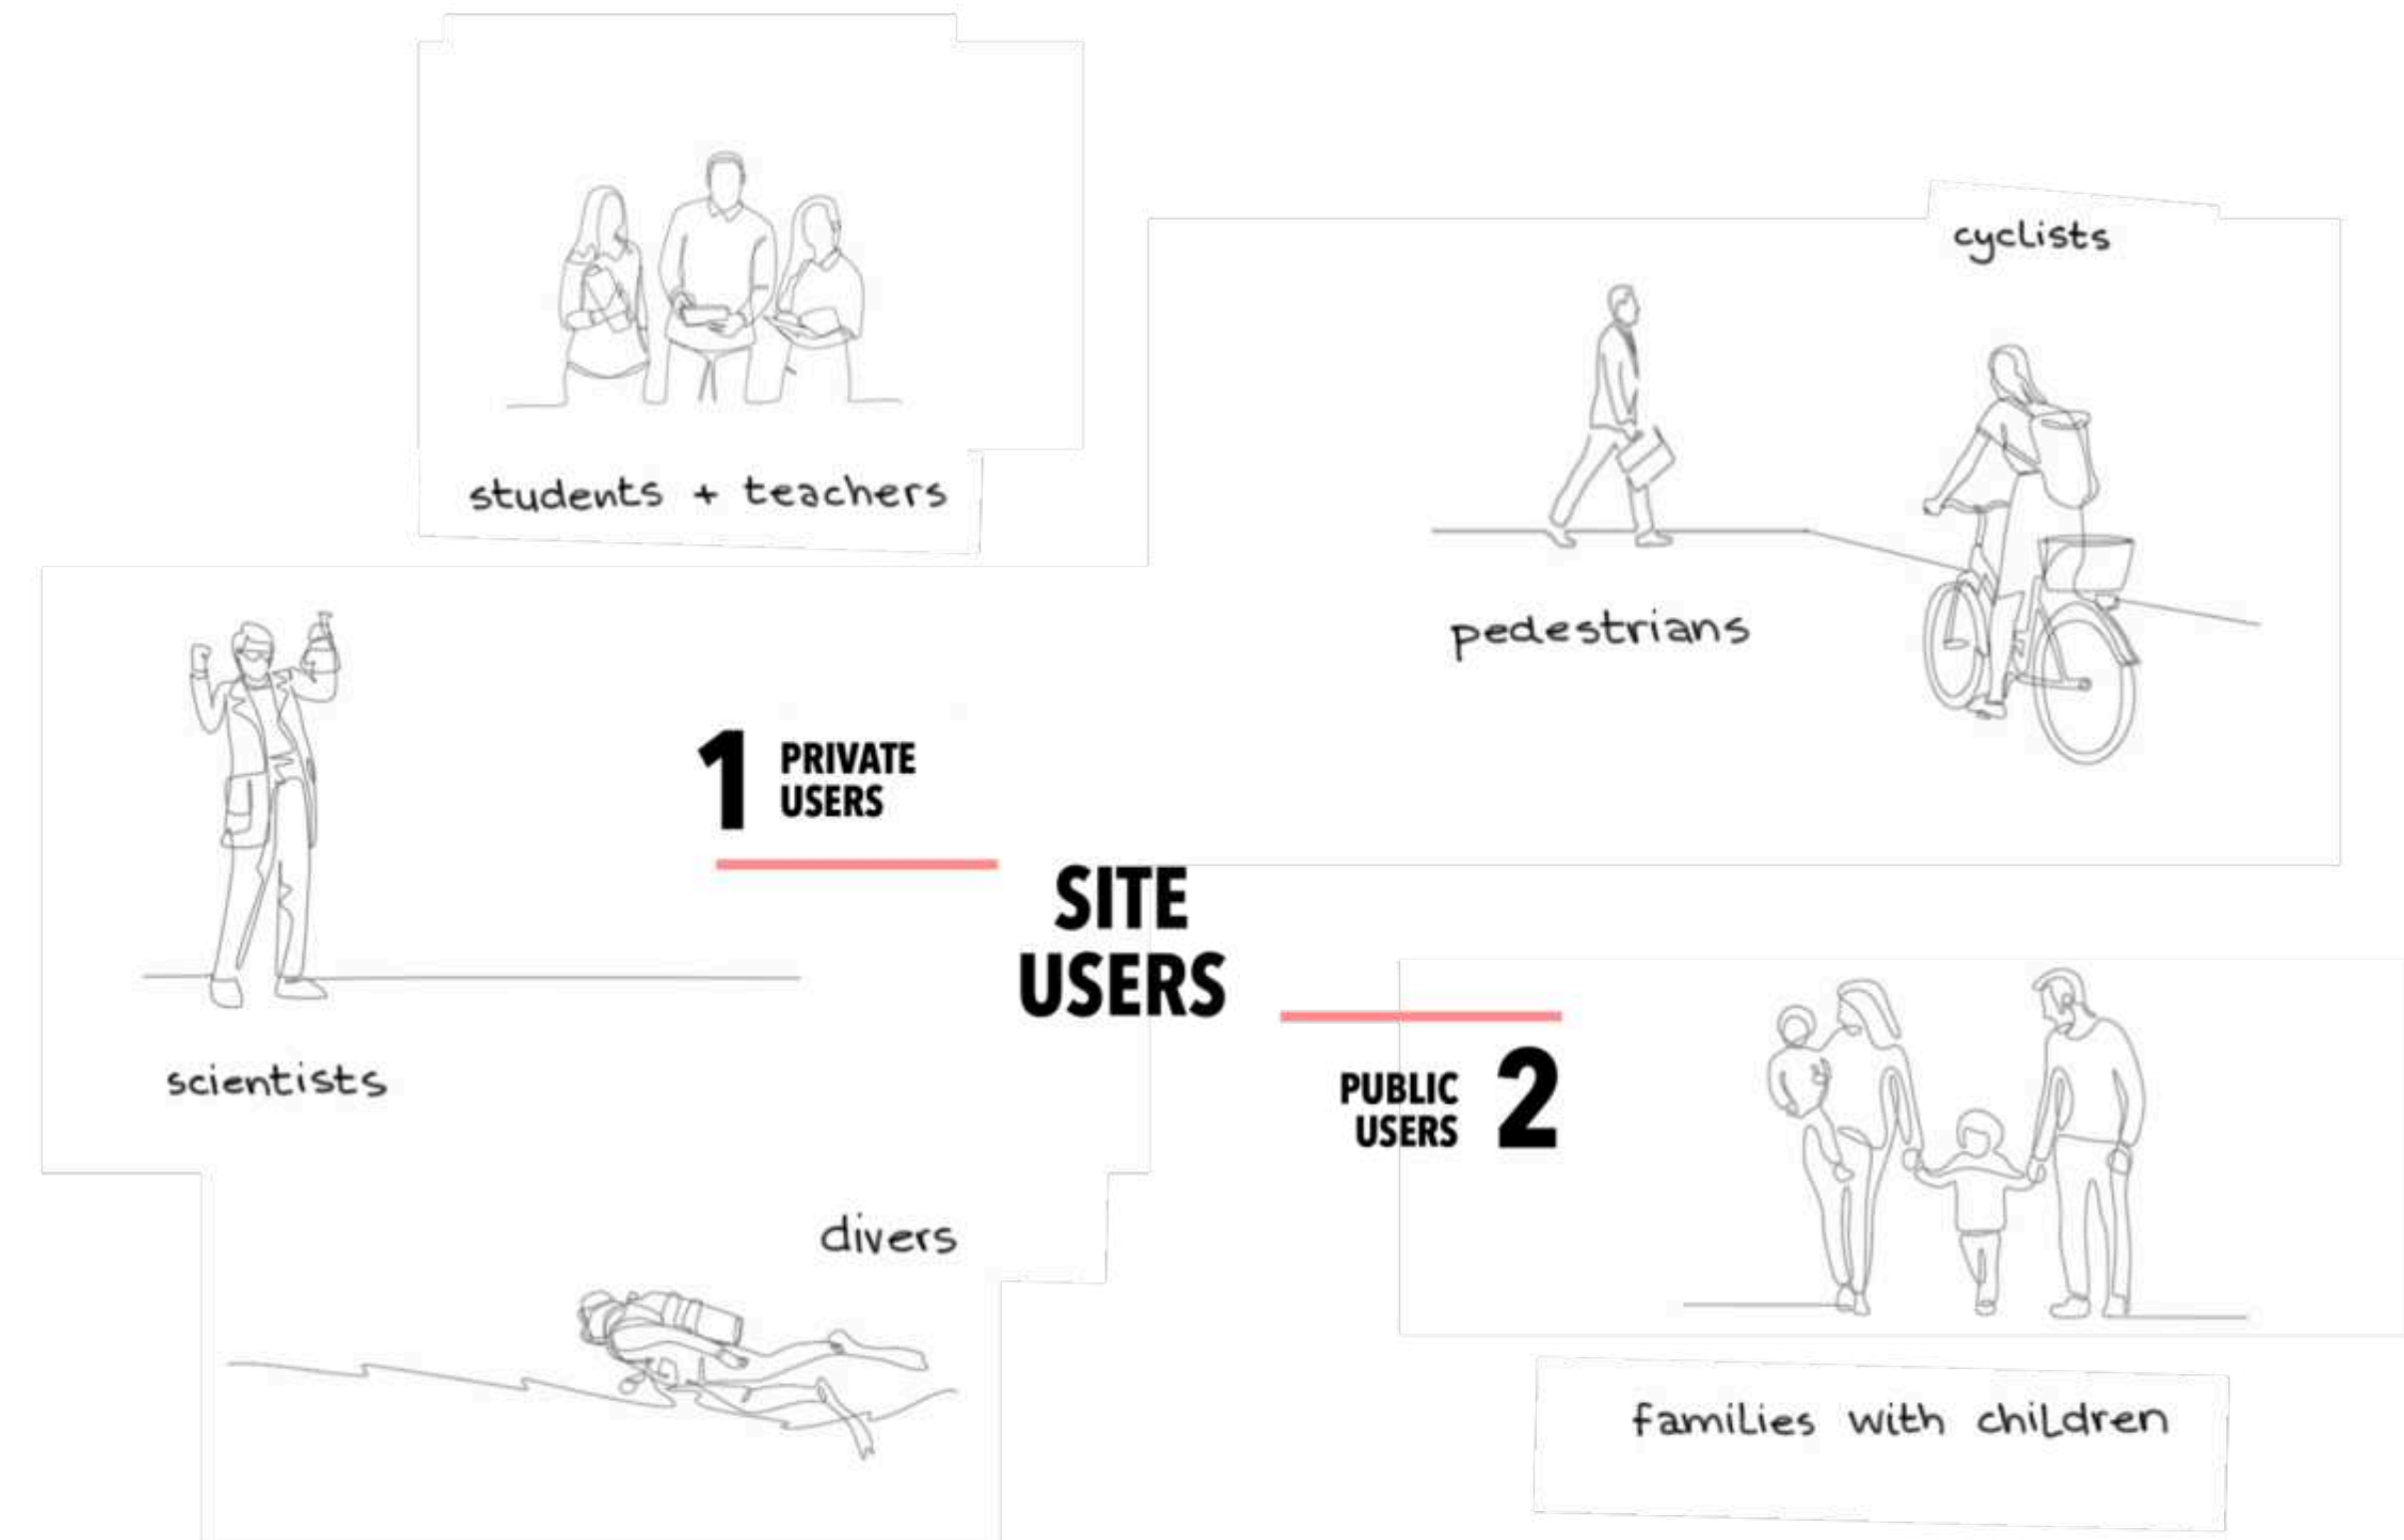 cyclists
students + teachers
pedestrians
1 PRIVATE
USERS
SITE
USERS
PUBLIC 2
USERS
scientists
divers
families with children